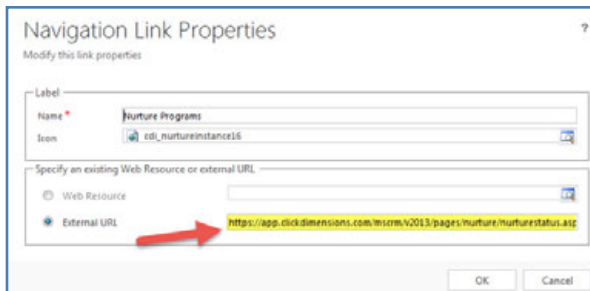 Navigation Link Properties
?
Modify this link properties
Label
Name * Nurture Programs
Icon cdi_nurtureinstance16
Specify an existing Web Resource or external URL
Web Resource
External URL https://app.clickdimensions.com/mscrm/v2013/pages/nurture/nurturestatus.asp
OK Cancel